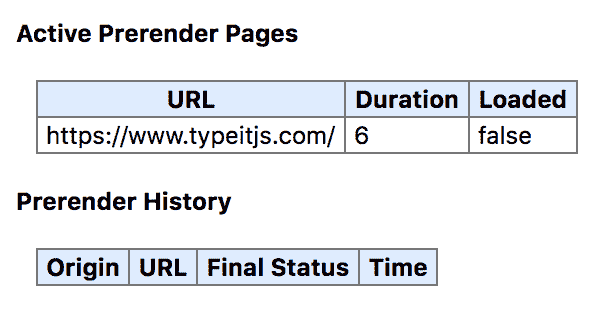 Active Prerender Pages
URL Duration Loaded
https://www.typeitjs.com/ 6 false
Prerender History
Origin URL Final Status Time